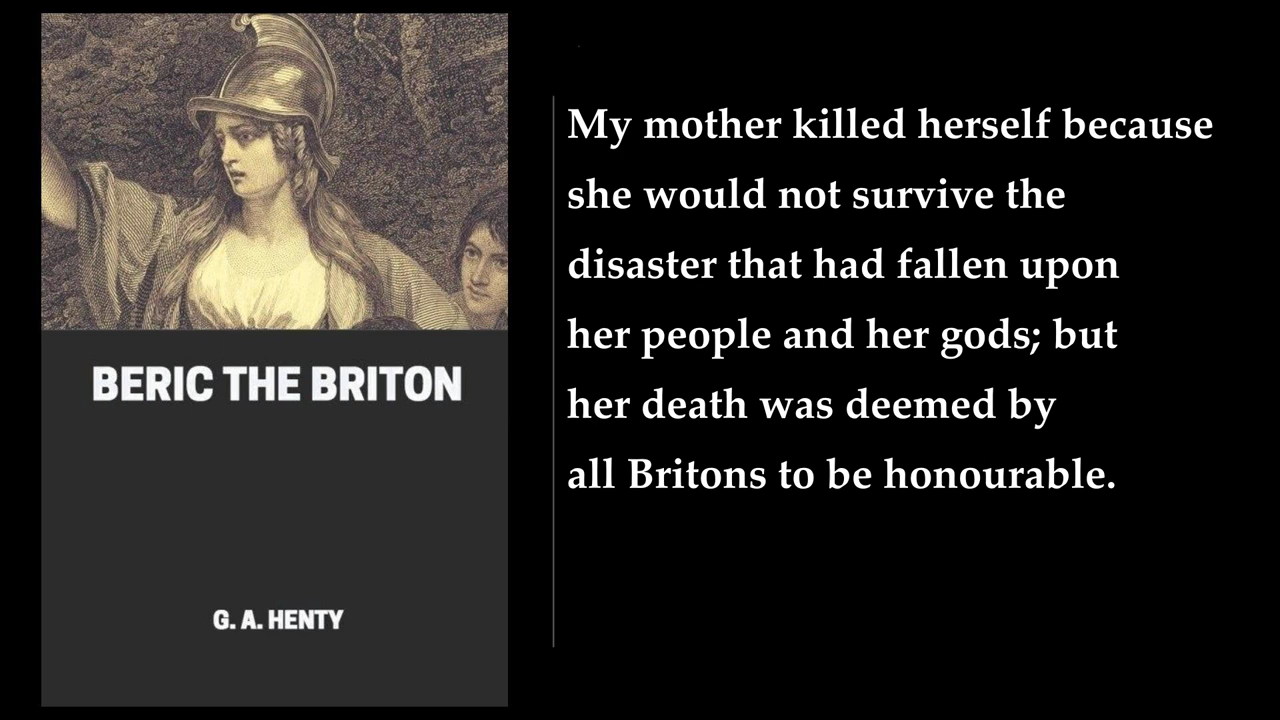 BERIC THE BRITON
G. A. HENTY
My mother killed herself because
she would not survive the
disaster that had fallen upon
her people and her gods; but
her death was deemed by
all Britons to be honourable.